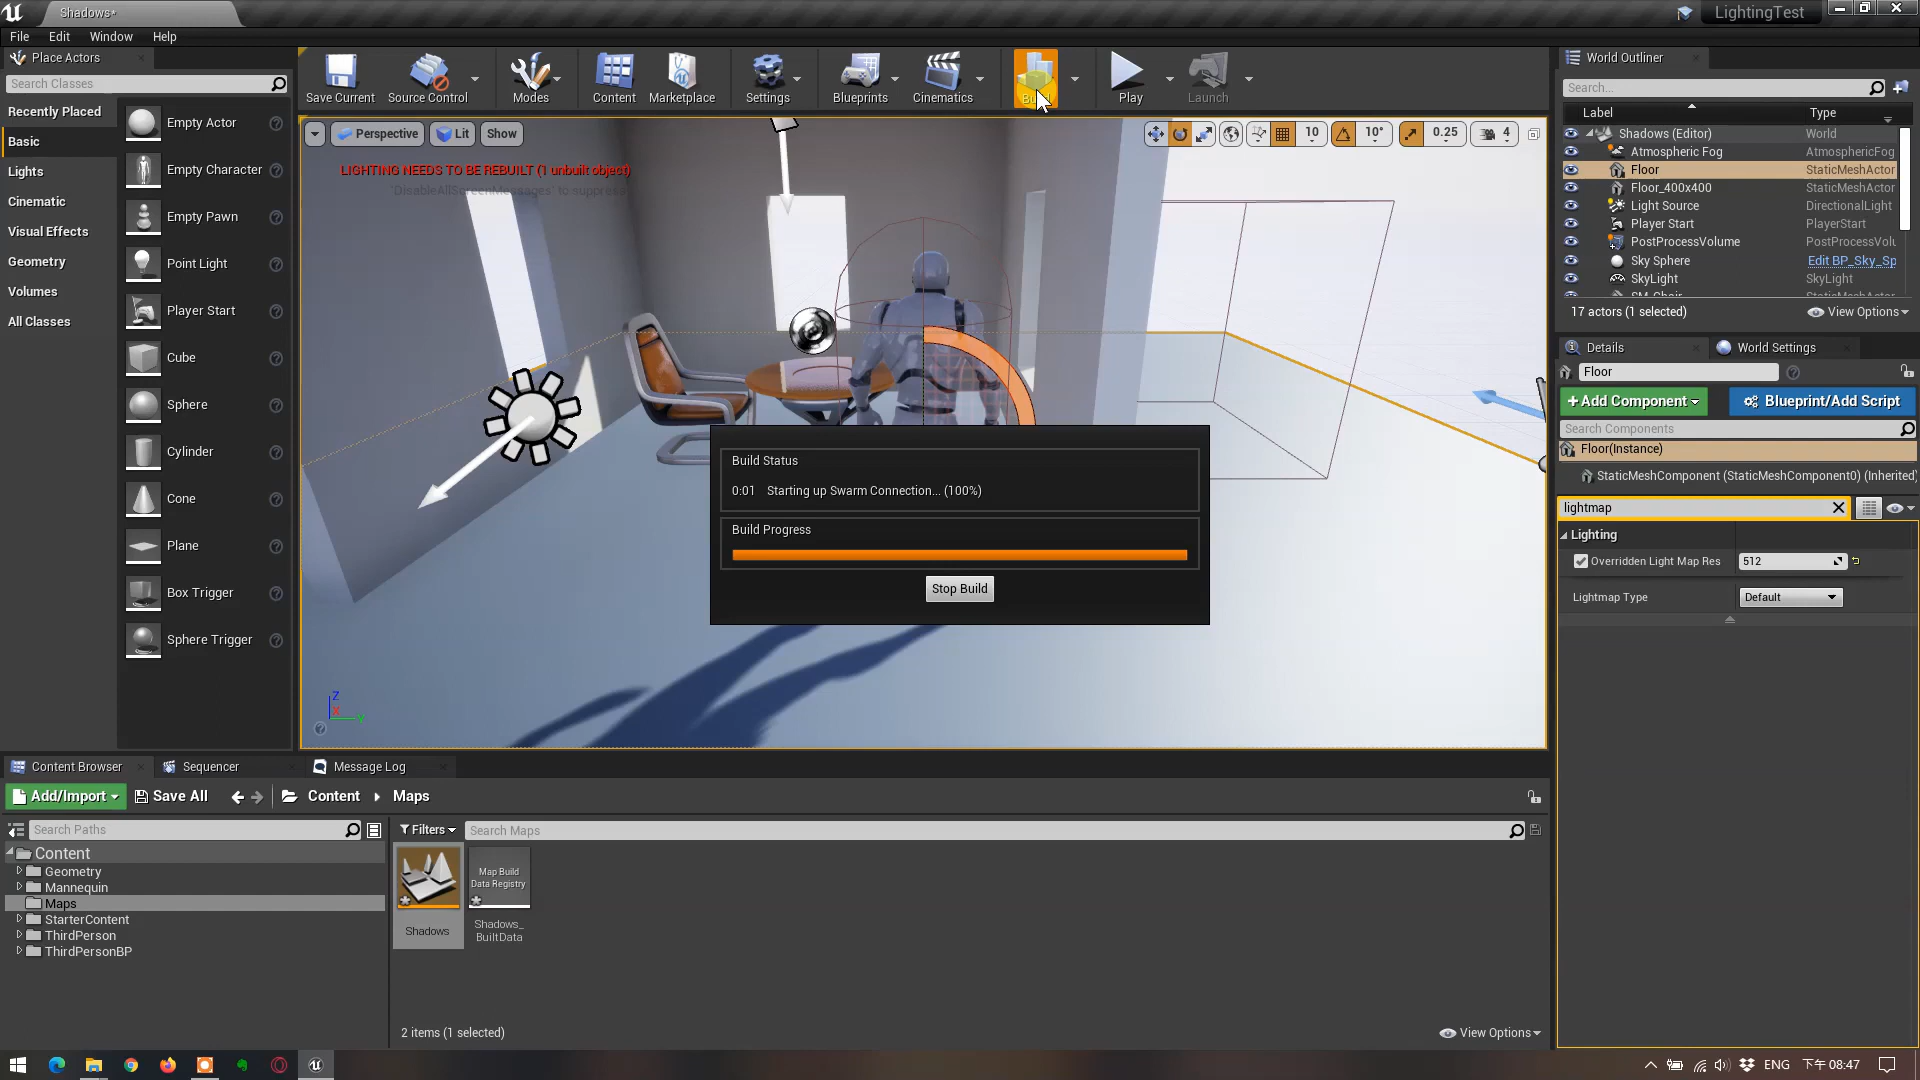 Shadows*
LightingTest
File
Edit
Window
Help
Place Actors
Search Classes
Recently Placed
Basic
Lights
Cinematic
Visual Effects
Geometry
Volumes
All Classes
Empty Actor
Empty Character
Empty Pawn
Point Light
Player Start
Cube
Sphere
Cylinder
Cone
Plane
Box Trigger
Sphere Trigger
Save Current
Source Control
Modes
Content
Marketplace
Settings
Blueprints
Cinematics
Play
Launch
Perspective
Lit
Show
10
10°
0.25
4
LIGHTING NEEDS TO BE REBUILT (1 unbuilt object)
'DisableAllScreenMessages' to suppress
Z
X
Y
Build Status
0:01 Starting up Swarm Connection... (100%)
Build Progress
Stop Build
World Outliner
Search...
Label
Type
Shadows (Editor)
World
Atmospheric Fog
AtmosphericFog
Floor
StaticMeshActor
Floor_400x400
StaticMeshActor
Light Source
DirectionalLight
Player Start
PlayerStart
PostProcessVolume
PostProcessVolu
Sky Sphere
Edit BP_Sky_Sp
SkyLight
SkyLight
17 actors (1 selected)
View Options
Details
World Settings
Floor
+Add Component
Blueprint/Add Script
Search Components
Floor(Instance)
StaticMeshComponent (StaticMeshComponent0) (Inherited)
lightmap
Lighting
Overridden Light Map Res
512
Lightmap Type
Default
Content Browser
Sequencer
Message Log
Add/Import
Save All
Content
Maps
Search Paths
Filters
Search Maps
Content
Geometry
Mannequin
Maps
StarterContent
ThirdPerson
ThirdPersonBP
Map Build
Data Registry
Shadows
Shadows_
BuiltData
2 items (1 selected)
View Options
ENG
下午 08:47